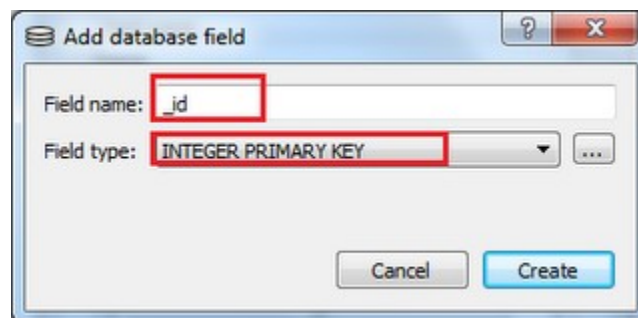 Add database field
Field name: _id
Field type: INTEGER PRIMARY KEY ...
Cancel Create